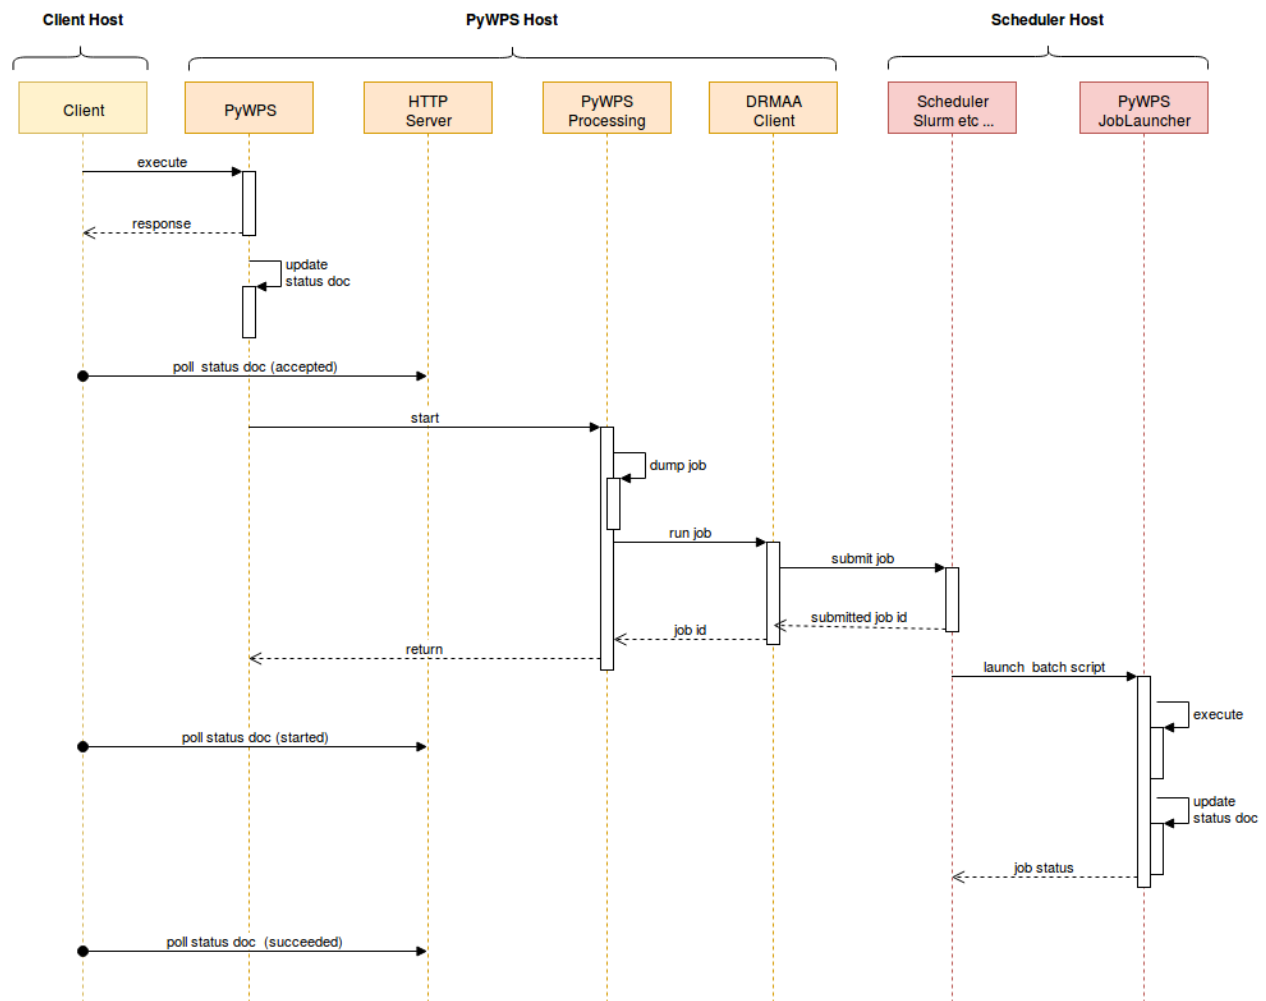 Client Host
PyWPS Host
Scheduler Host
Client
PyWPS
HTTP
Server
PyWPS
Processing
DRMAA
Client
Scheduler
Slurm etc ...
PyWPS
JobLauncher
execute
response
update
status doc
poll status doc (accepted)
start
dump job
run job
submit job
submitted job id
job id
return
launch batch script
execute
poll status doc (started)
update
status doc
job status
poll status doc (succeeded)